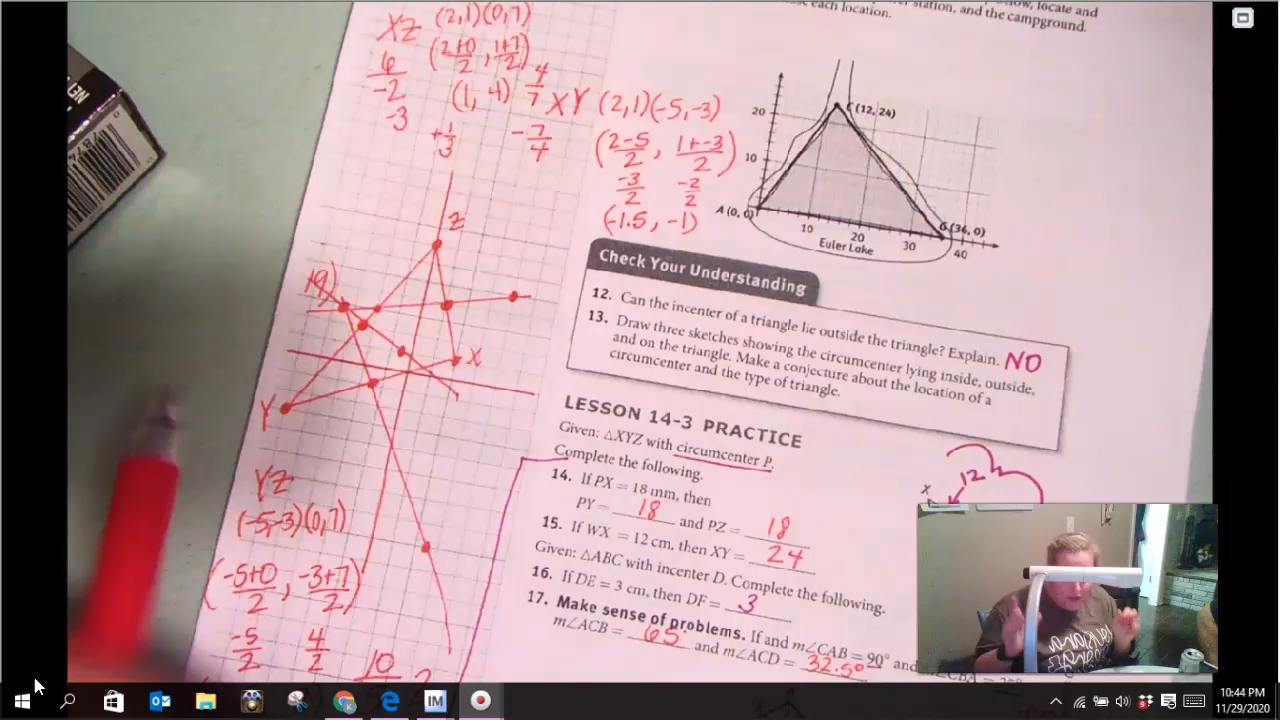 station, and the campground.
below, locate and
each location.
XZ (2,1)(0,7)
(2+0/2, 1+7/2)
6/-2
(1, 4)
4/7
-3
+1/3
-7/4
XY (2,1)(-5,-3)
(2-5/2, 1+-3/2)
-3/2 -2/2
(-1.5, -1)
20
10
C (12, 24)
A (0, 0)
G (36, 0)
10
20
30
40
Euler Lake
Z
X
Y
Check Your Understanding
12. Can the incenter of a triangle lie outside the triangle? Explain. NO
13. Draw three sketches showing the circumcenter lying inside, outside,
and on the triangle. Make a conjecture about the location of a
circumcenter and the type of triangle.
LESSON 14-3 PRACTICE
Given: △XYZ with circumcenter P.
Complete the following.
14. If PX = 18 mm, then
PY = 18 and PZ = 18
15. If WX = 12 cm, then XY = 24
Given: △ABC with incenter D. Complete the following.
16. If DE = 3 cm, then DF = 3
17. Make sense of problems. If and m∠CAB = 90° and
m∠ACB = 65 and m∠ACD = 32.5°
12
X
YZ
(-5,-3)(0,7)
(-5+0/2, -3+7/2)
-5/2 4/2
10
10:44 PM
11/29/2020